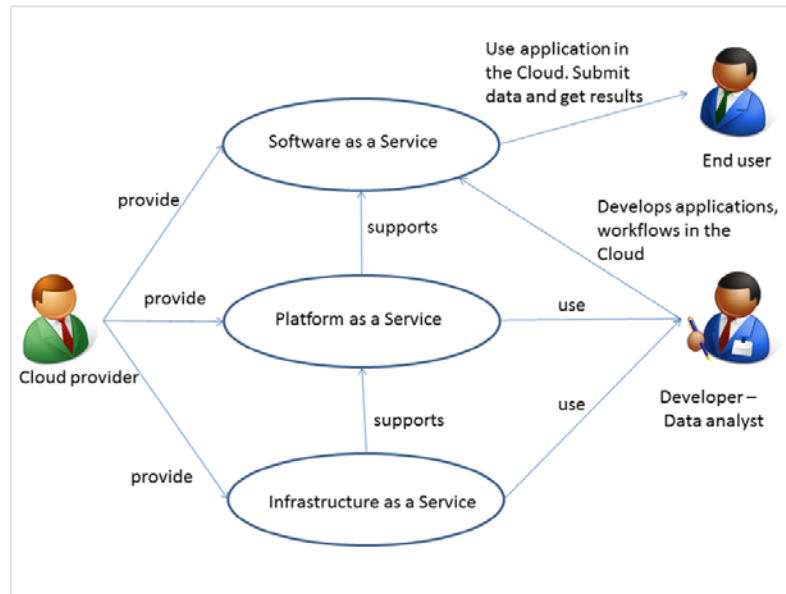 Use application in
the Cloud. Submit
data and get results
End user
Software as a Service
provide
Develops applications,
workflows in the
Cloud
supports
provide
Platform as a Service
use
Cloud provider
Developer –
Data analyst
use
supports
provide
Infrastructure as a Service